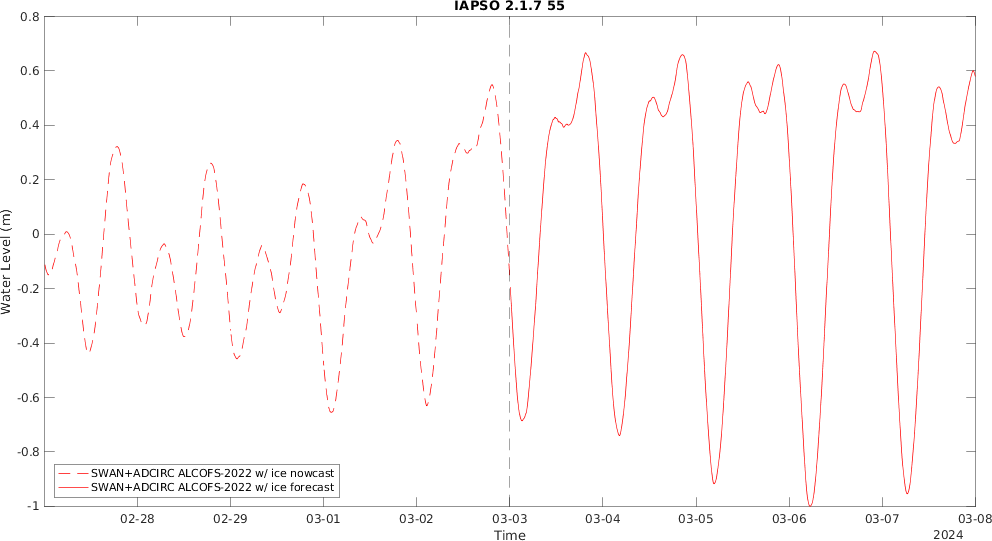 IAPSO 2.1.7 55
0.8
0.6
0.4
0.2
0
-0.2
-0.4
-0.6
-0.8
-1
Water Level (m)
SWAN+ADCIRC ALCOFS-2022 w/ ice nowcast
SWAN+ADCIRC ALCOFS-2022 w/ ice forecast
02-28 02-29 03-01 03-02 03-03 03-04 03-05 03-06 03-07 03-08
Time
2024